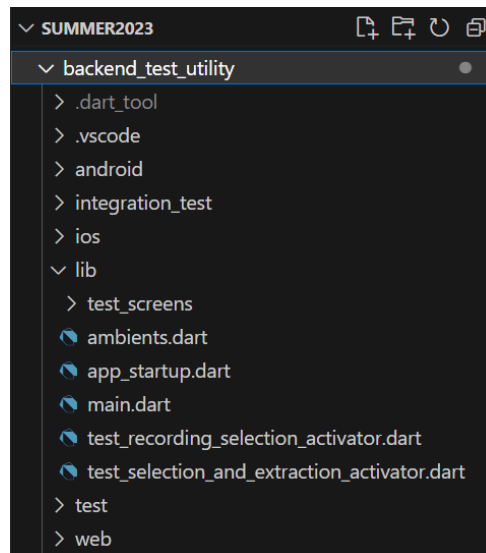 SUMMER2023
backend_test_utility
.dart_tool
.vscode
android
integration_test
ios
lib
test_screens
ambients.dart
app_startup.dart
main.dart
test_recording_selection_activator.dart
test_selection_and_extraction_activator.dart
test
web